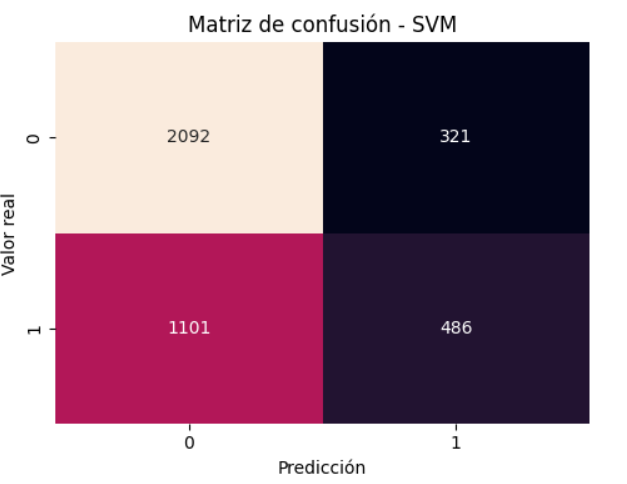 Matriz de confusión - SVM
0
2092
321
Valor real
1
1101
486
0
1
Predicción